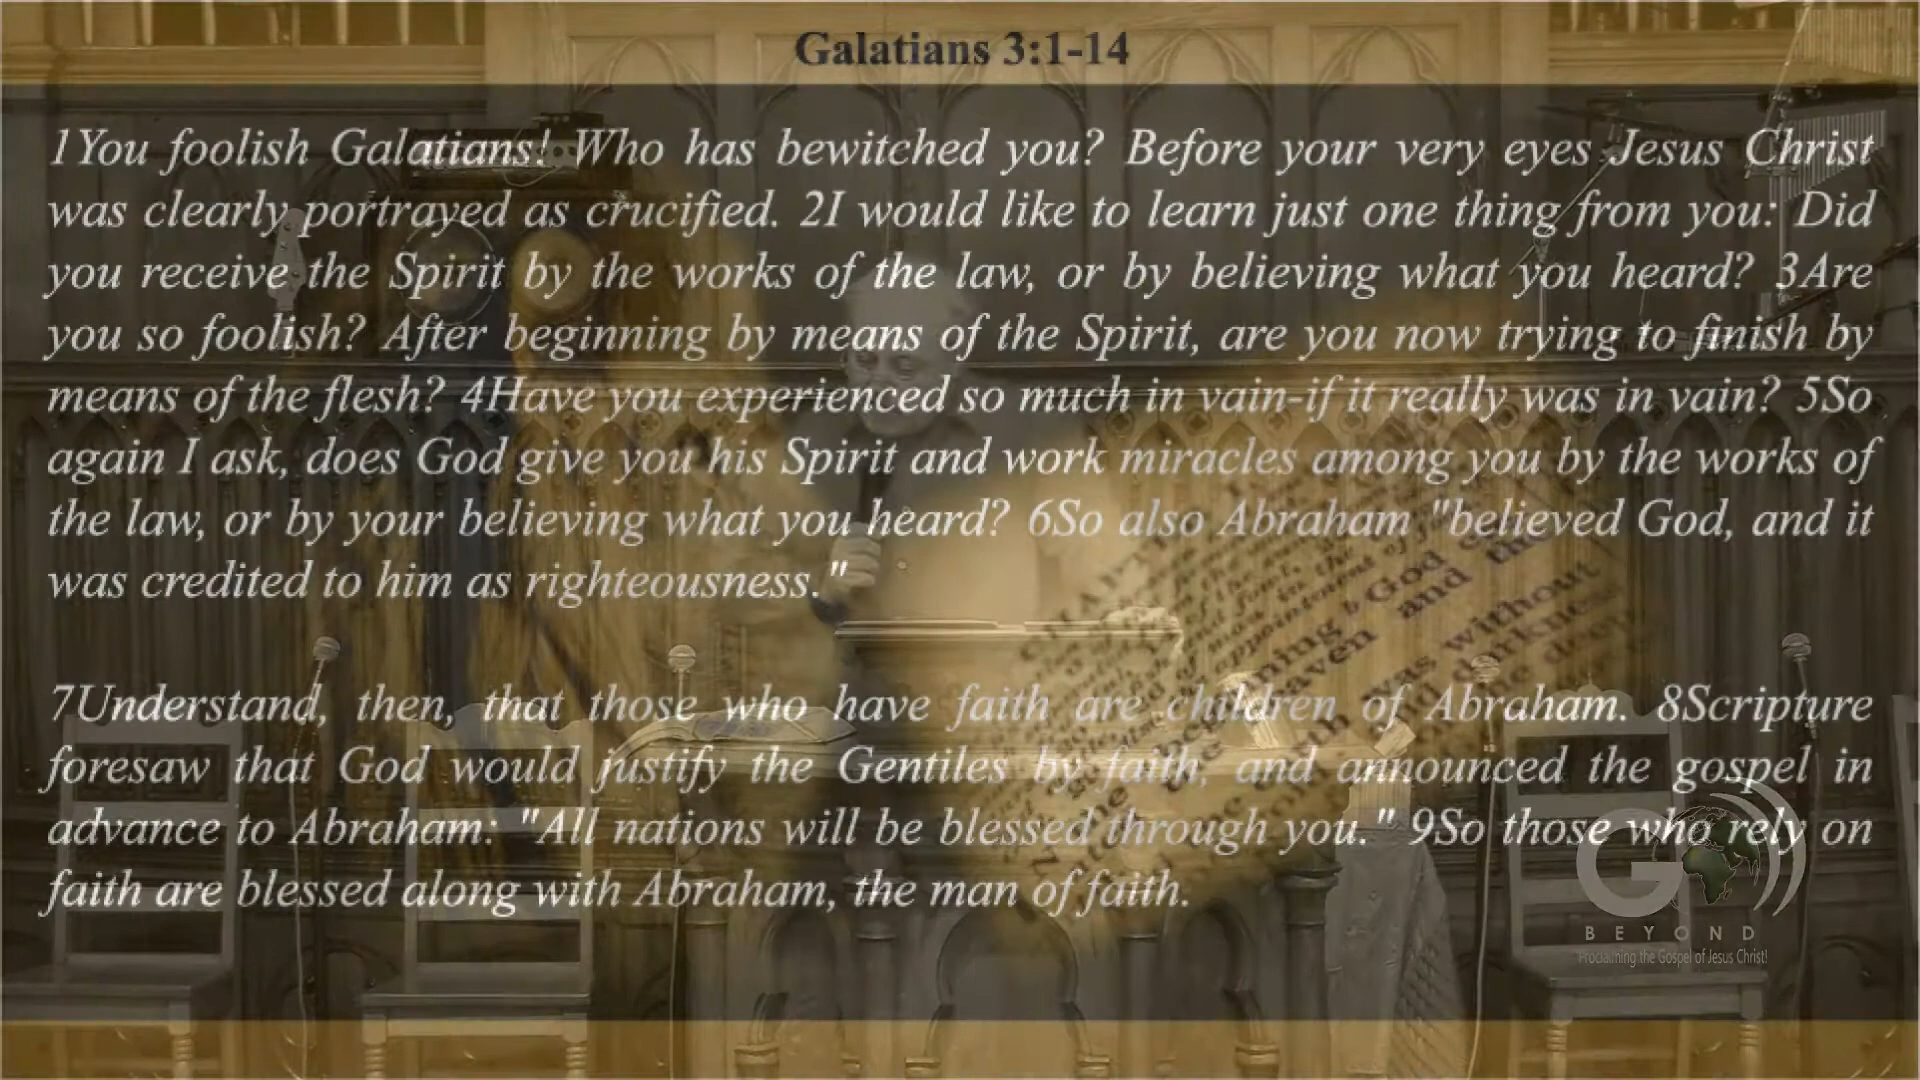 Galatians 3:1-14
1You foolish Galatians! Who has bewitched you? Before your very eyes Jesus Christ
was clearly portrayed as crucified. 2I would like to learn just one thing from you: Did
you receive the Spirit by the works of the law, or by believing what you heard? 3Are
you so foolish? After beginning by means of the Spirit, are you now trying to finish by
means of the flesh? 4Have you experienced so much in vain-if it really was in vain? 5So
again I ask, does God give you his Spirit and work miracles among you by the works of
the law, or by your believing what you heard? 6So also Abraham "believed God, and it
was credited to him as righteousness."
7Understand, then, that those who have faith are children of Abraham. 8Scripture
foresaw that God would justify the Gentiles by faith, and announced the gospel in
advance to Abraham: "All nations will be blessed through you." 9So those who rely on
faith are blessed along with Abraham, the man of faith.
GO
BEYOND
Proclaiming the Gospel of Jesus Christ!
God
and
was without